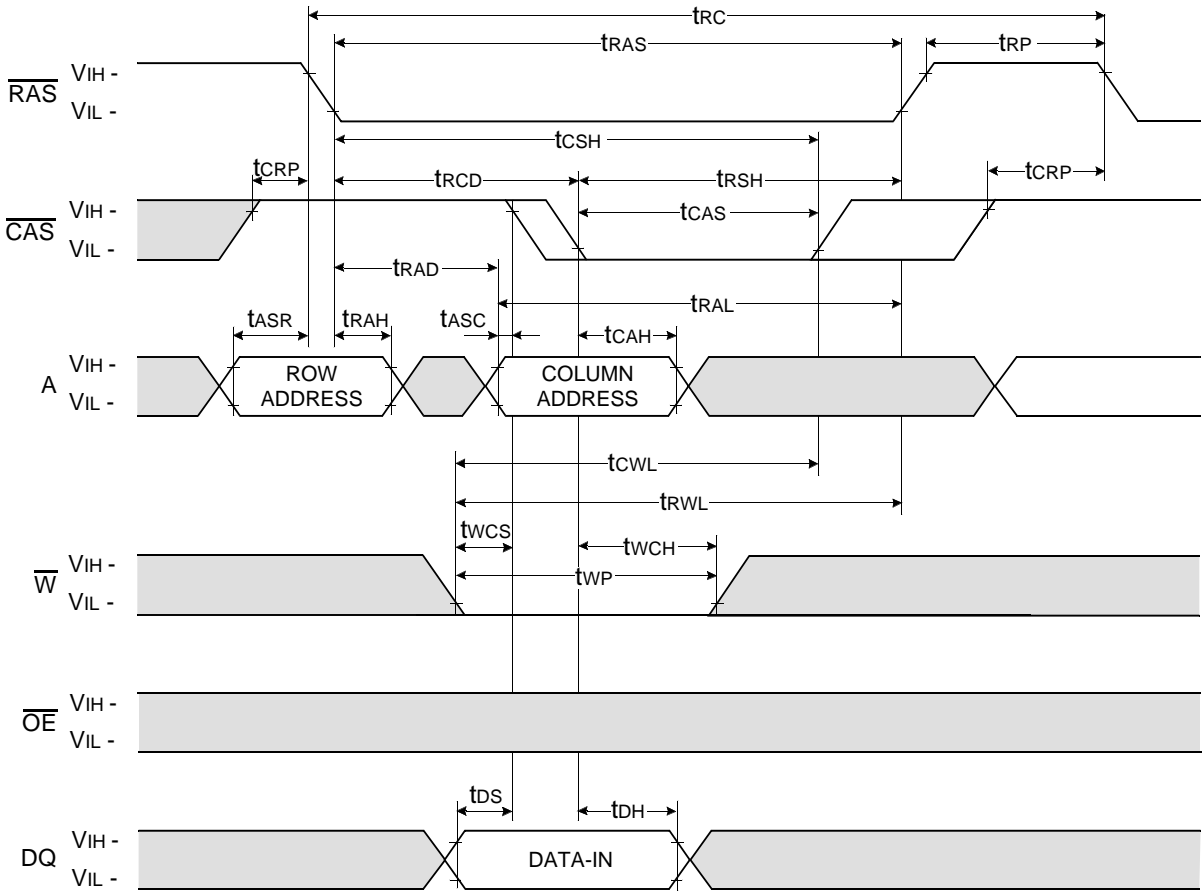 tRC
tRAS
tRP
RAS
VIH -
VIL -
tCSH
tCRP
tRCD
tRSH
tCRP
CAS
VIH -
VIL -
tCAS
tRAD
tRAL
tASR
tRAH
tASC
tCAH
A
VIH -
VIL -
ROW
ADDRESS
COLUMN
ADDRESS
tCWL
tRWL
tWCS
tWCH
tWP
W
VIH -
VIL -
OE
VIH -
VIL -
tDS
tDH
DQ
VIH -
VIL -
DATA-IN